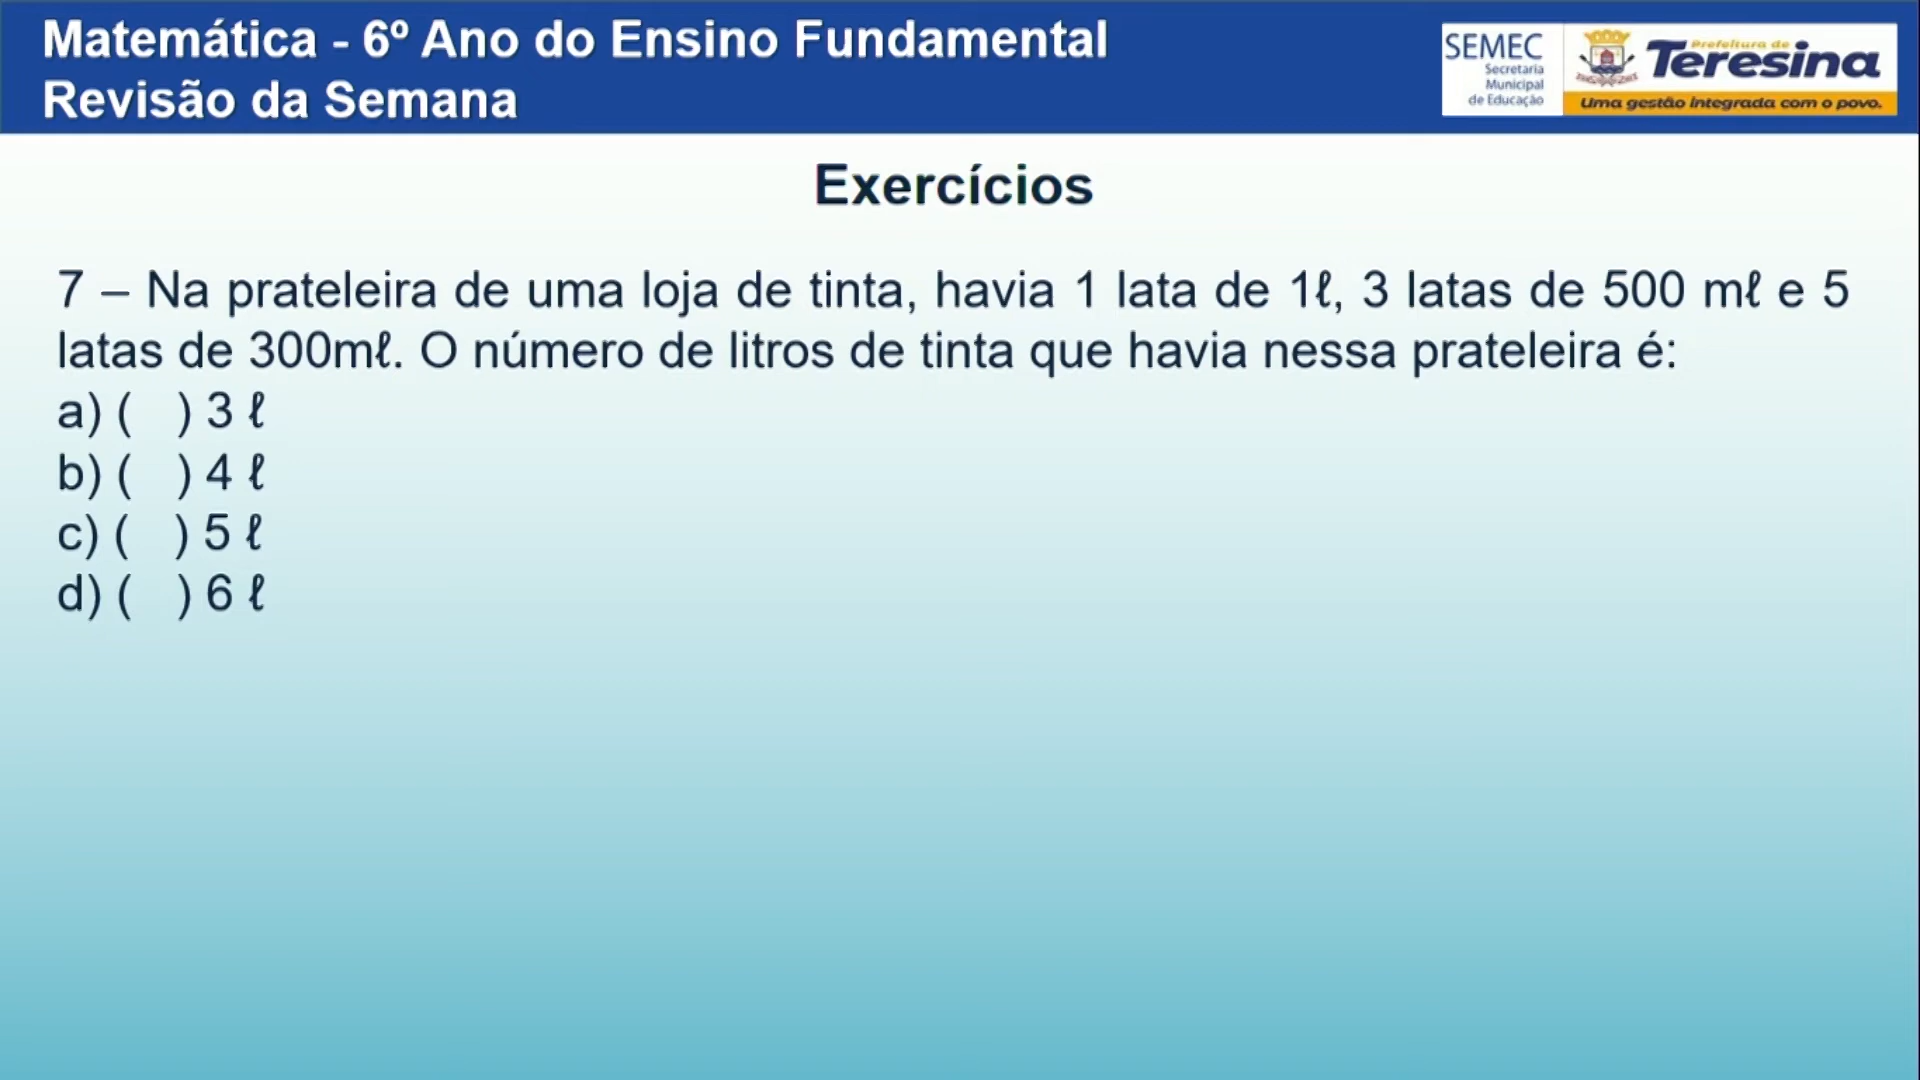 Matemática - 6º Ano do Ensino Fundamental
Revisão da Semana
SEMEC
Secretaria
Municipal
de Educação
Prefeitura de
Teresina
Uma gestão integrada com o povo.
Exercícios
7 – Na prateleira de uma loja de tinta, havia 1 lata de 1ℓ, 3 latas de 500 mℓ e 5
latas de 300mℓ. O número de litros de tinta que havia nessa prateleira é:
a) ( ) 3 ℓ
b) ( ) 4 ℓ
c) ( ) 5 ℓ
d) ( ) 6 ℓ